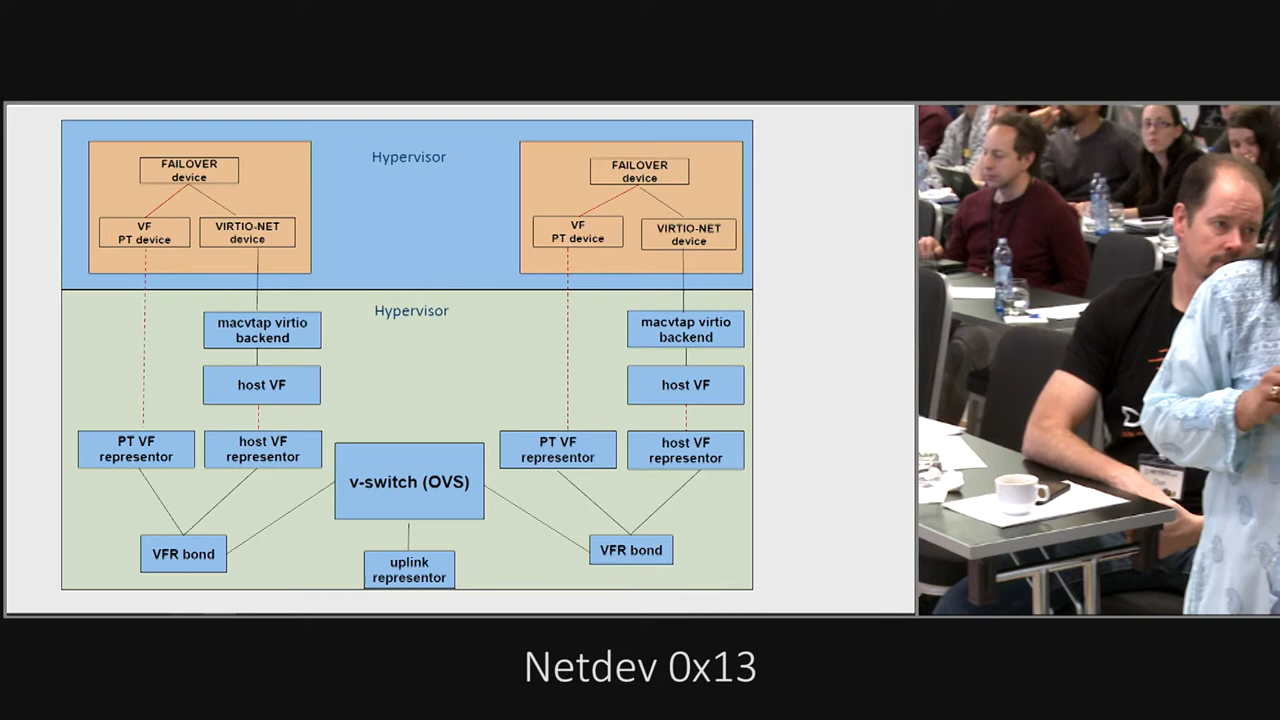 Hypervisor
FAILOVER
device
VF
PT device
VIRTIO-NET
device
FAILOVER
device
VF
PT device
VIRTIO-NET
device
Hypervisor
macvtap virtio
backend
host VF
PT VF
representor
host VF
representor
VFR bond
v-switch (OVS)
uplink
representor
macvtap virtio
backend
host VF
PT VF
representor
host VF
representor
VFR bond
Netdev 0x13